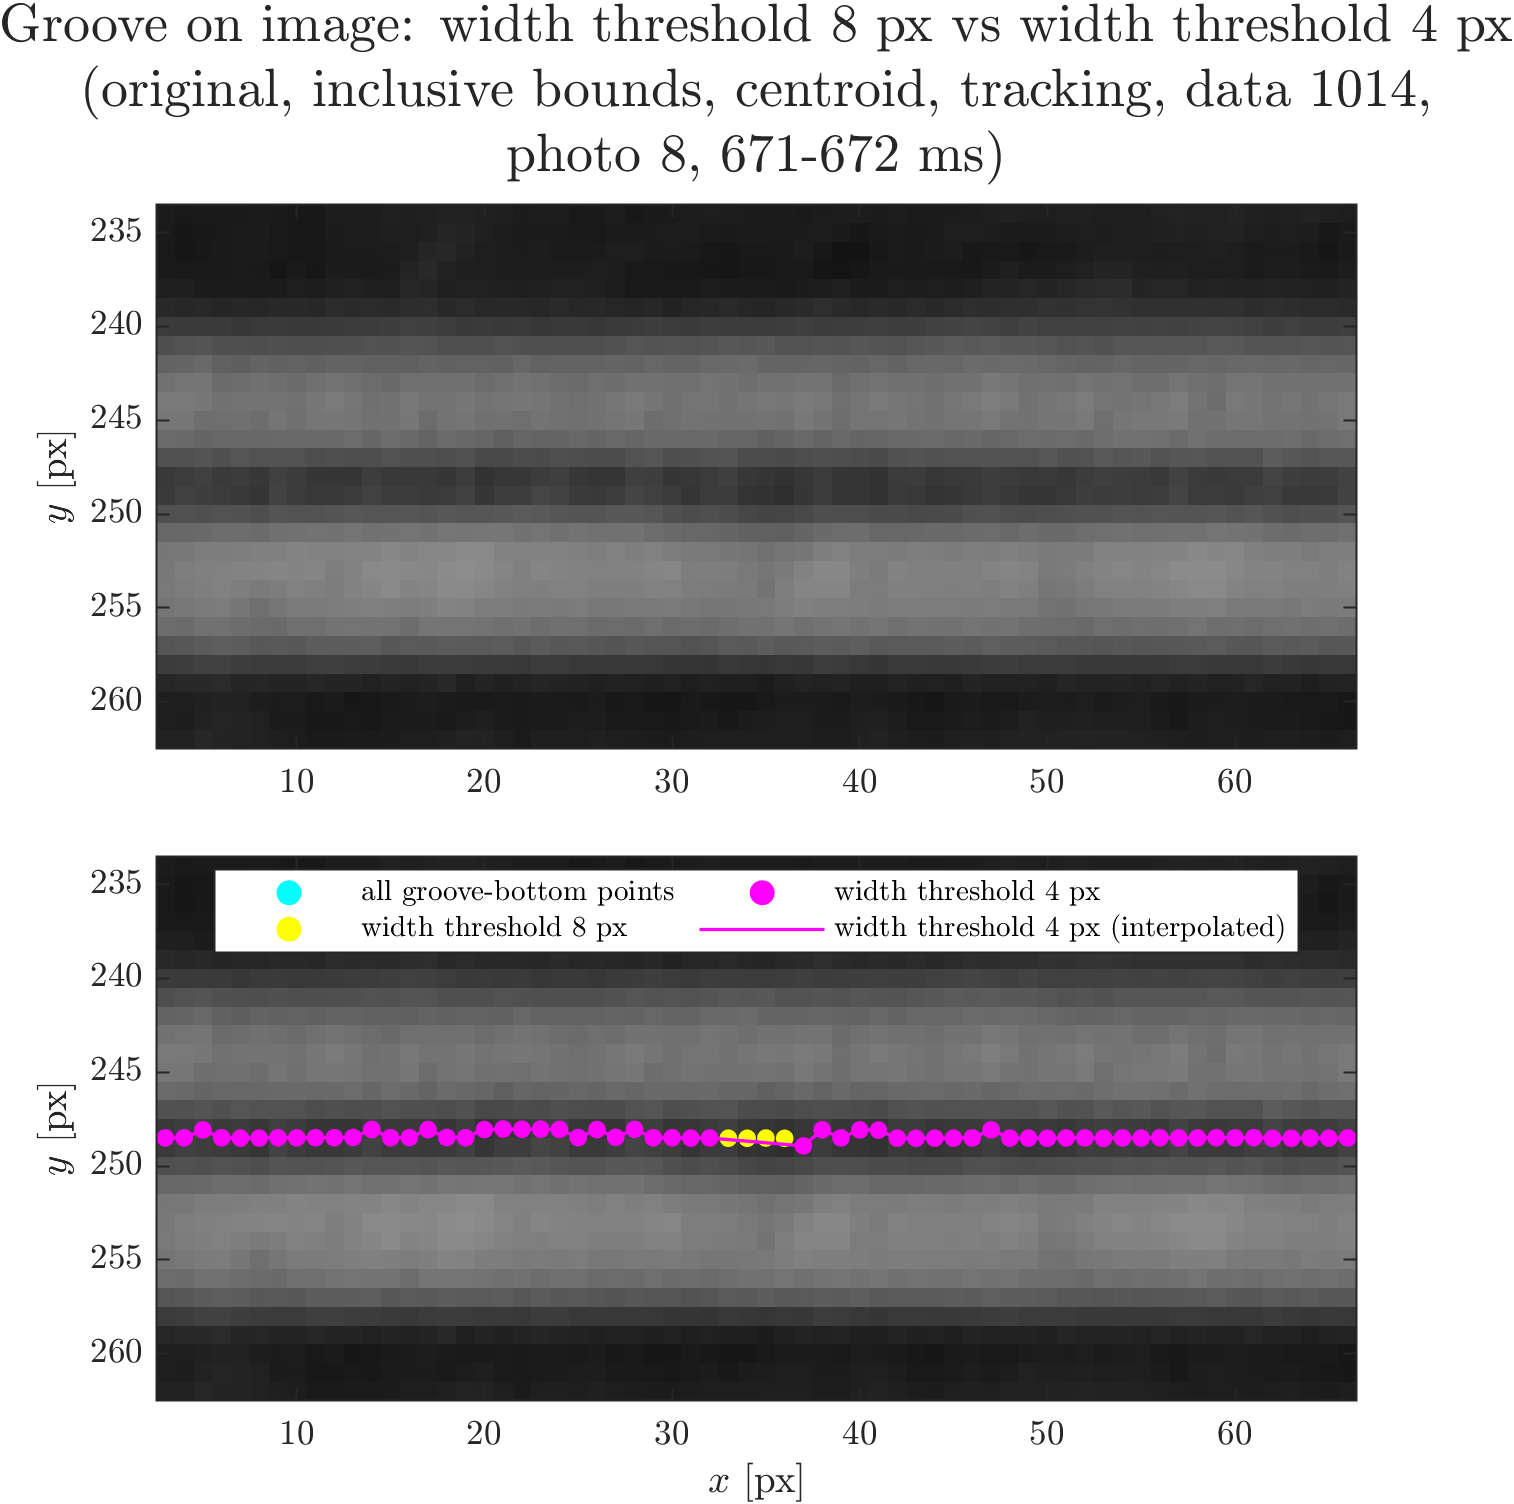 Groove on image: width threshold 8 px vs width threshold 4 px
(original, inclusive bounds, centroid, tracking, data 1014,
photo 8, 671-672 ms)
235
240
245
250
255
260
y [px]
10 20 30 40 50 60
all groove-bottom points
width threshold 8 px
width threshold 4 px
width threshold 4 px (interpolated)
235
240
245
250
255
260
y [px]
10 20 30 40 50 60
x [px]